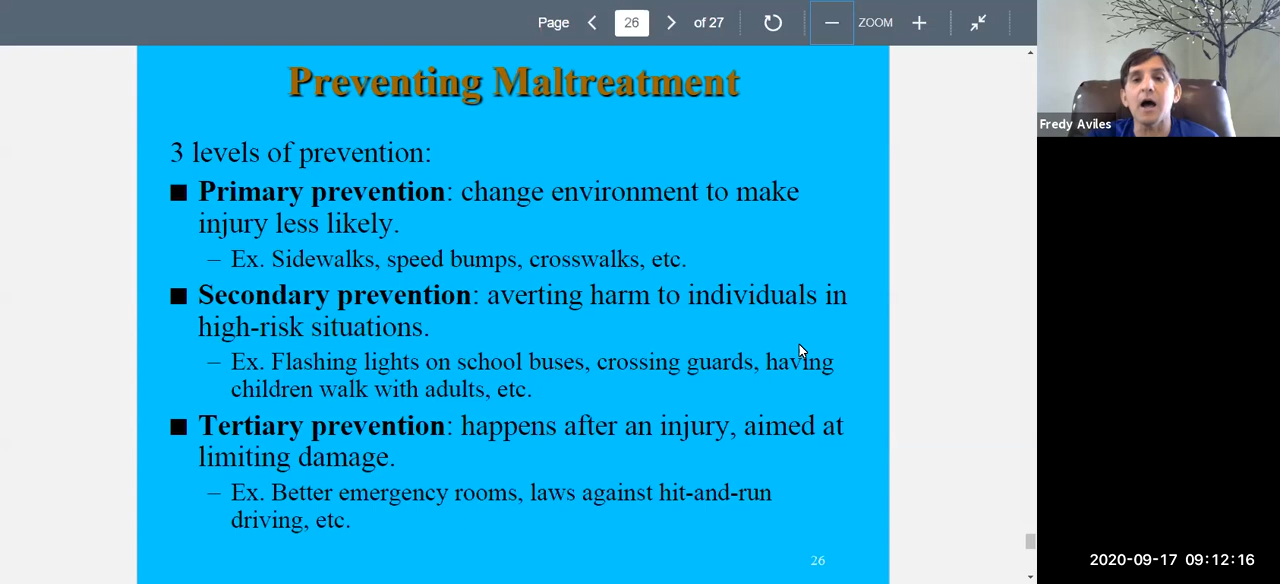 Page 26 of 27 ZOOM
Fredy Aviles
Preventing Maltreatment
3 levels of prevention:
■ Primary prevention: change environment to make
injury less likely.
– Ex. Sidewalks, speed bumps, crosswalks, etc.
■ Secondary prevention: averting harm to individuals in
high-risk situations.
– Ex. Flashing lights on school buses, crossing guards, having
children walk with adults, etc.
■ Tertiary prevention: happens after an injury, aimed at
limiting damage.
– Ex. Better emergency rooms, laws against hit-and-run
driving, etc.
26
2020-09-17 09:12:16